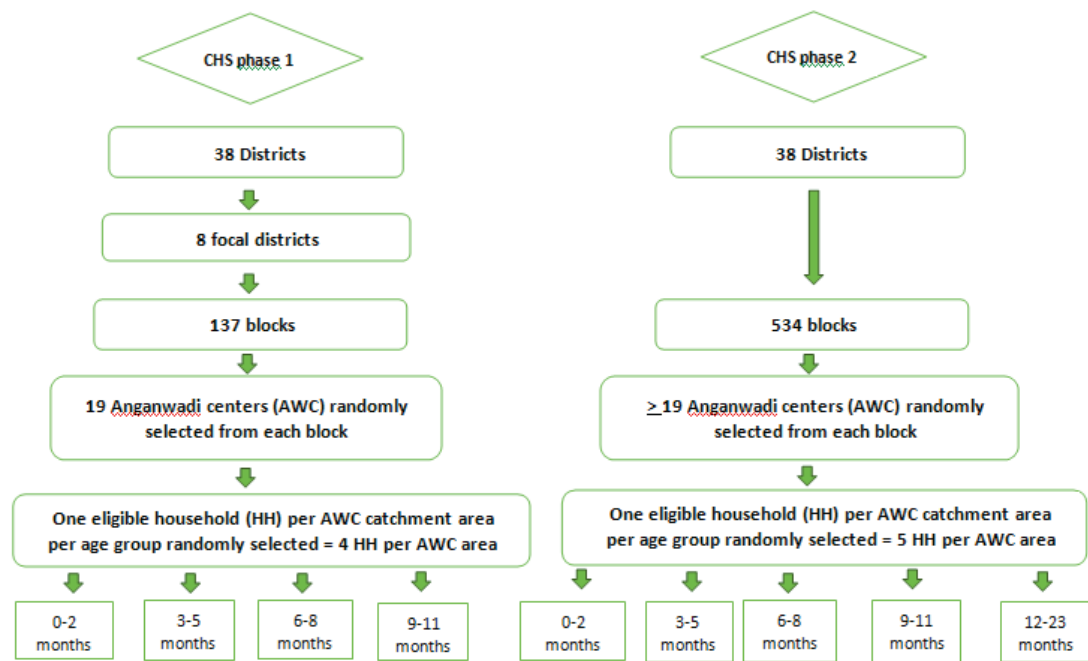 CHS phase 1
38 Districts
8 focal districts
137 blocks
19 Anganwadi centers (AWC) randomly
selected from each block
One eligible household (HH) per AWC catchment area
per age group randomly selected = 4 HH per AWC area
0-2
months
3-5
months
6-8
months
9-11
months
CHS phase 2
38 Districts
534 blocks
≥ 19 Anganwadi centers (AWC) randomly
selected from each block
One eligible household (HH) per AWC catchment area
per age group randomly selected = 5 HH per AWC area
0-2
months
3-5
months
6-8
months
9-11
months
12-23
months